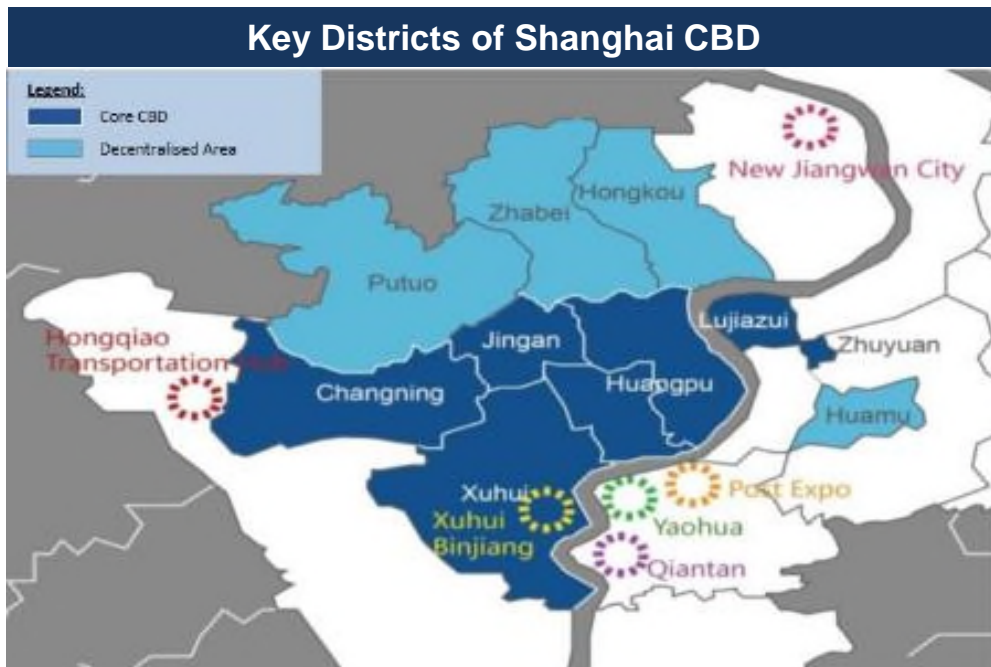 Key Districts of Shanghai CBD
Legend:
Core CBD
Decentralised Area
New Jiangwan City
Hongkou
Zhabei
Putuo
Lujiazui
Jingan
Zhuyuan
Hongqiao
Transportation Hub
Changning
Huangpu
Huamu
Xuhui
Xuhui
Binjiang
Post Expo
Yaohua
Qiantan